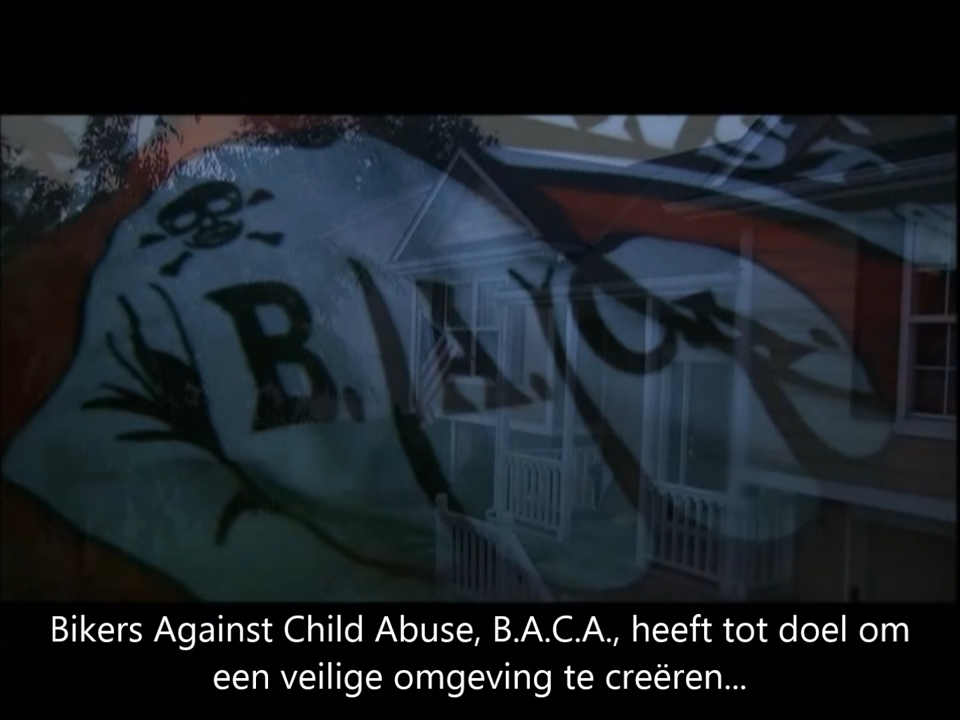 B.A.C.A.
Bikers Against Child Abuse, B.A.C.A., heeft tot doel om
een veilige omgeving te creëren...